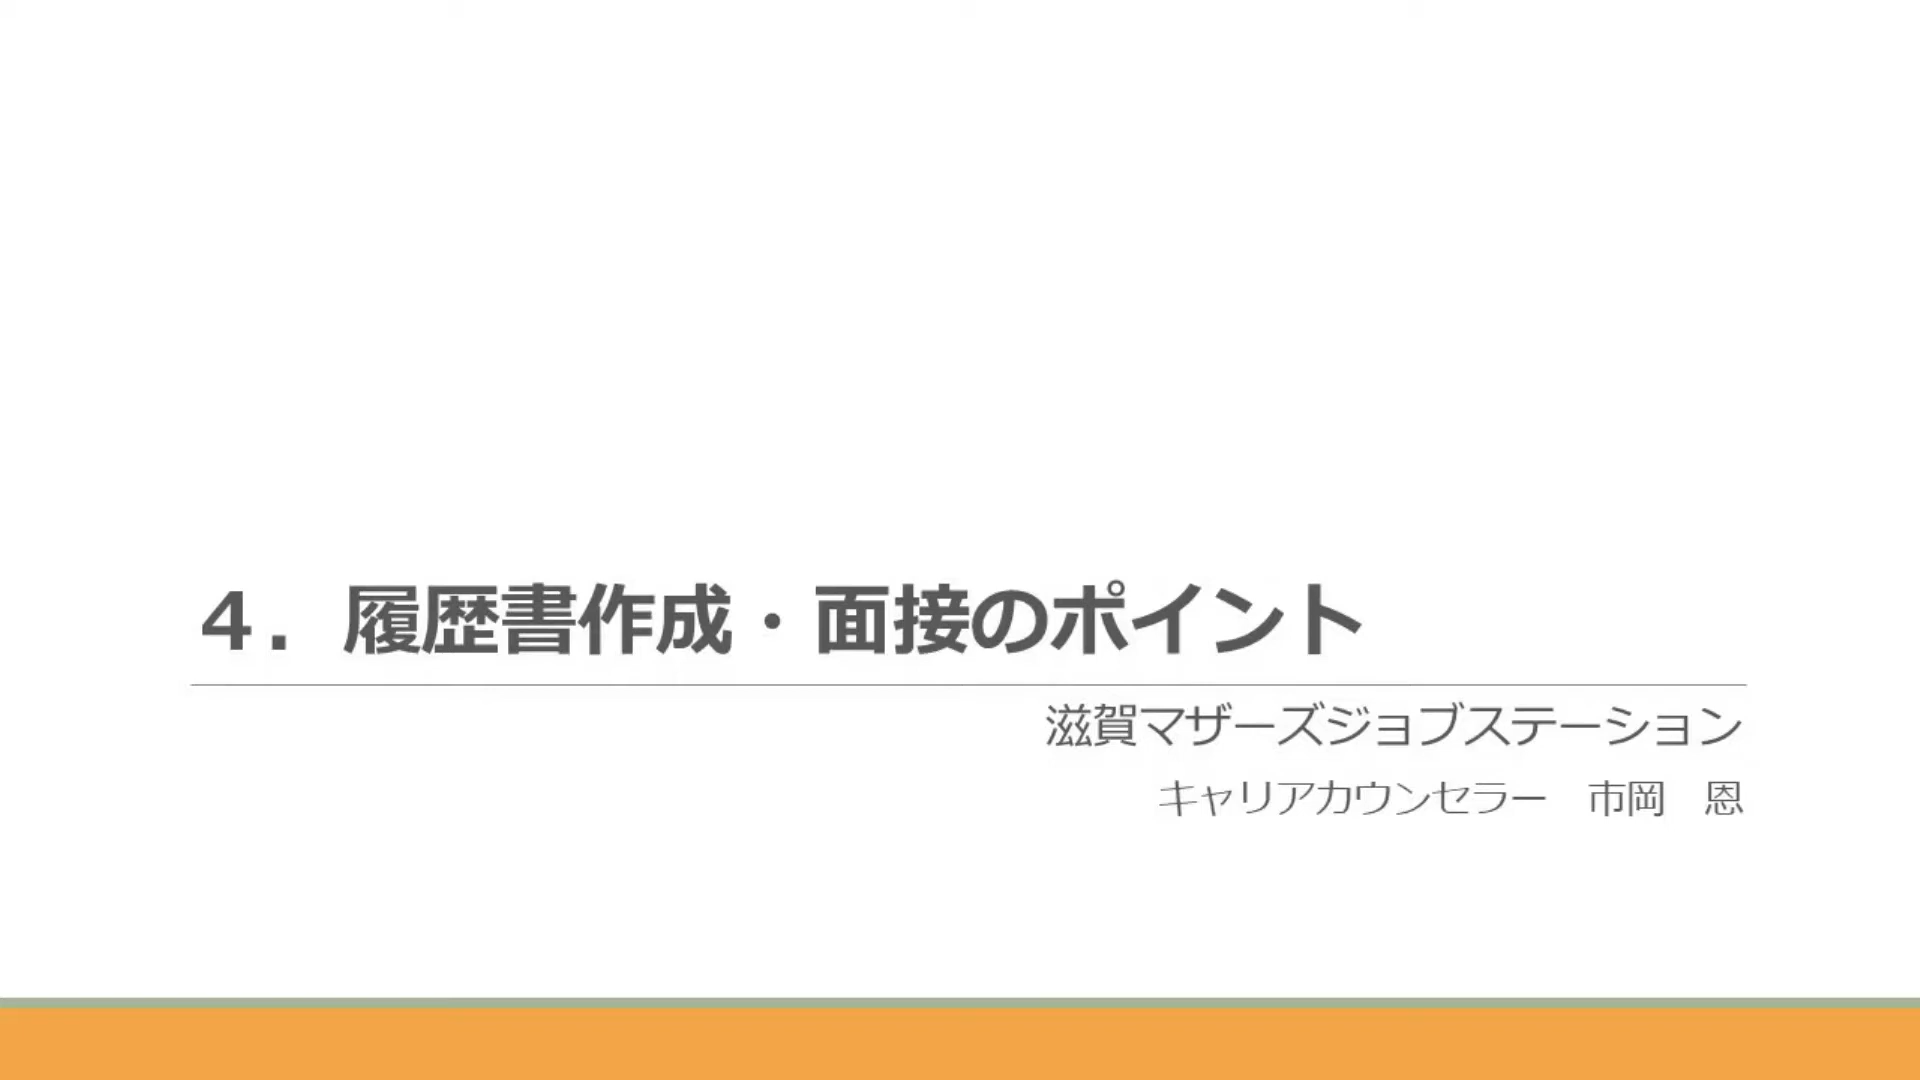 ４．履歴書作成・面接のポイント
滋賀マザーズジョブステーション
キャリアカウンセラー　市岡　恩